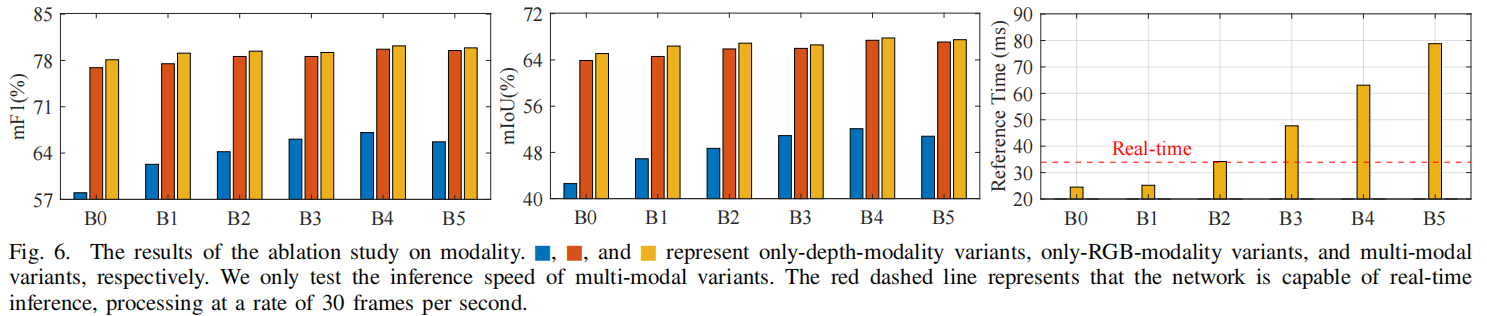 85
78
71
64
57
mF1(%)
B0 B1 B2 B3 B4 B5
72
64
56
48
40
mIoU(%)
B0 B1 B2 B3 B4 B5
90
80
70
60
50
40
30
20
Reference Time (ms)
Real-time
B0 B1 B2 B3 B4 B5
Fig. 6. The results of the ablation study on modality. ■, ■, and ■ represent only-depth-modality variants, only-RGB-modality variants, and multi-modal
variants, respectively. We only test the inference speed of multi-modal variants. The red dashed line represents that the network is capable of real-time
inference, processing at a rate of 30 frames per second.